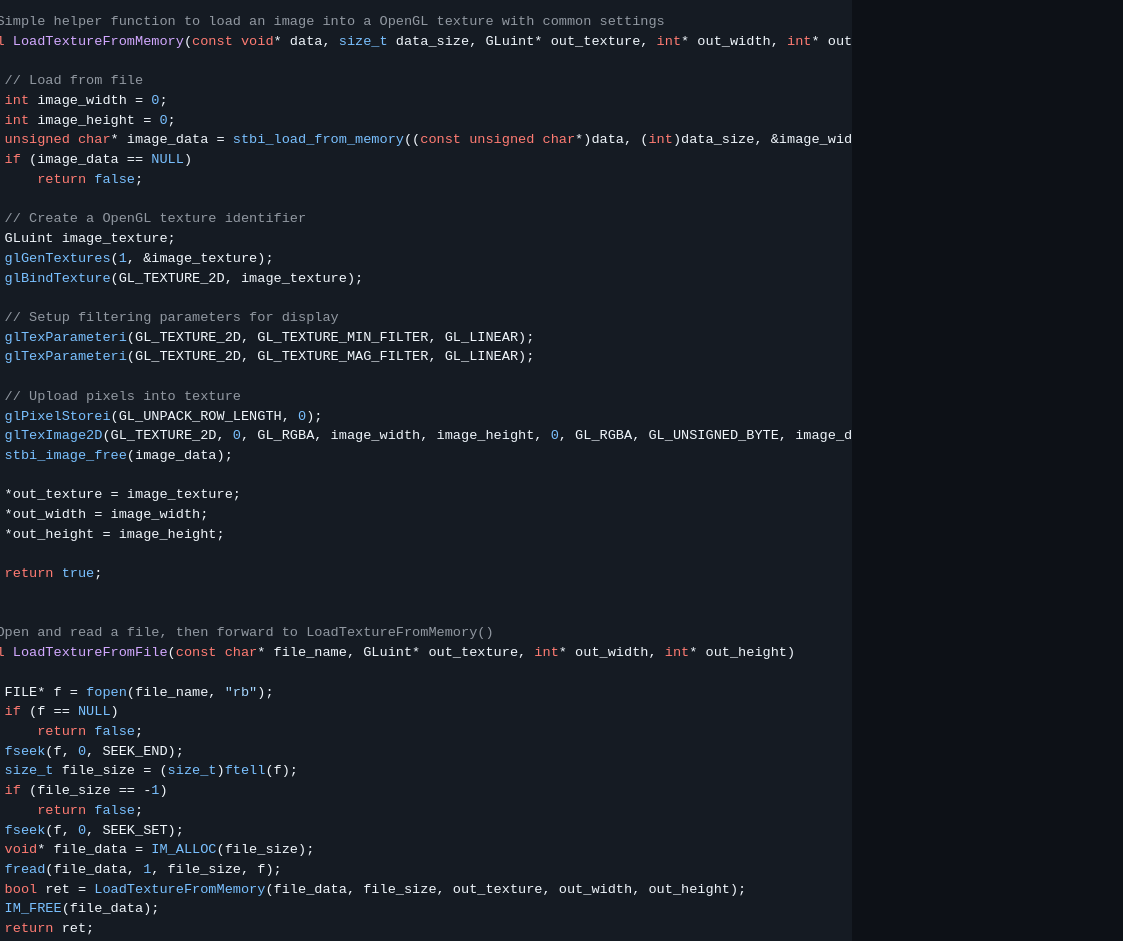 Simple helper function to load an image into a OpenGL texture with common settings
l LoadTextureFromMemory(const void* data, size_t data_size, GLuint* out_texture, int* out_width, int* out
// Load from file
int image_width = 0;
int image_height = 0;
unsigned char* image_data = stbi_load_from_memory((const unsigned char*)data, (int)data_size, &image_wid
if (image_data == NULL)
    return false;
// Create a OpenGL texture identifier
GLuint image_texture;
glGenTextures(1, &image_texture);
glBindTexture(GL_TEXTURE_2D, image_texture);
// Setup filtering parameters for display
glTexParameteri(GL_TEXTURE_2D, GL_TEXTURE_MIN_FILTER, GL_LINEAR);
glTexParameteri(GL_TEXTURE_2D, GL_TEXTURE_MAG_FILTER, GL_LINEAR);
// Upload pixels into texture
glPixelStorei(GL_UNPACK_ROW_LENGTH, 0);
glTexImage2D(GL_TEXTURE_2D, 0, GL_RGBA, image_width, image_height, 0, GL_RGBA, GL_UNSIGNED_BYTE, image_d
stbi_image_free(image_data);
*out_texture = image_texture;
*out_width = image_width;
*out_height = image_height;
return true;
Open and read a file, then forward to LoadTextureFromMemory()
l LoadTextureFromFile(const char* file_name, GLuint* out_texture, int* out_width, int* out_height)
FILE* f = fopen(file_name, "rb");
if (f == NULL)
    return false;
fseek(f, 0, SEEK_END);
size_t file_size = (size_t)ftell(f);
if (file_size == -1)
    return false;
fseek(f, 0, SEEK_SET);
void* file_data = IM_ALLOC(file_size);
fread(file_data, 1, file_size, f);
bool ret = LoadTextureFromMemory(file_data, file_size, out_texture, out_width, out_height);
IM_FREE(file_data);
return ret;